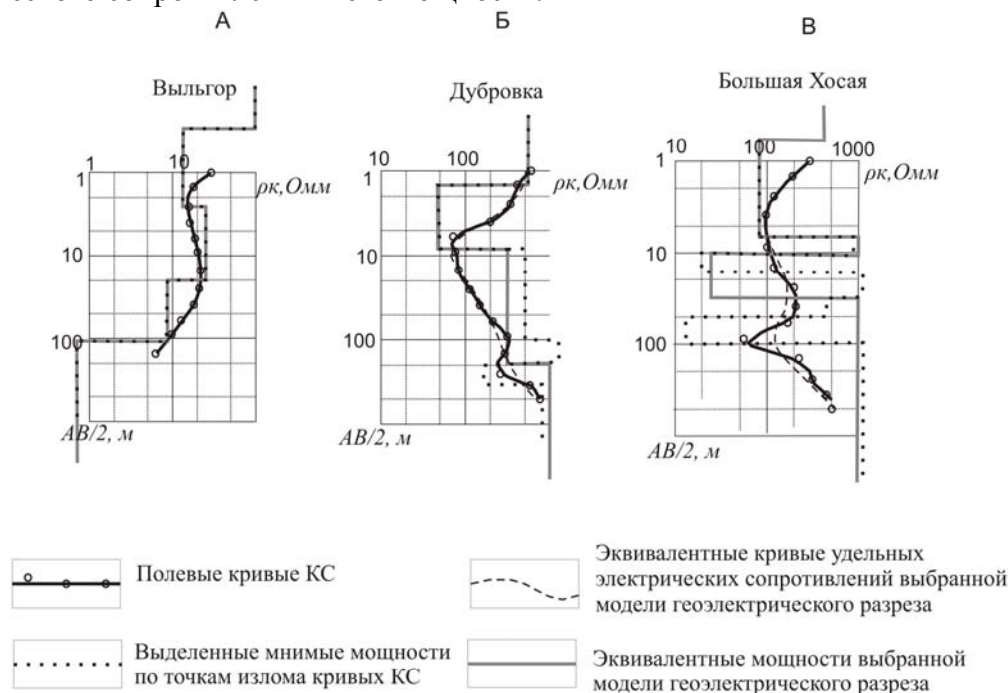 А Б В
Выльгор
Дубровка
Большая Хосая
1 10
ρк, Омм
1
10
100
AB/2, м
10 100
ρк, Омм
1
10
100
AB/2, м
10 100 1000
ρк, Омм
1
10
100
AB/2, м
Полевые кривые КС
Выделенные мнимые мощности
по точкам излома кривых КС
Эквивалентные кривые удельных
электрических сопротивлений выбранной
модели геоэлектрического разреза
Эквивалентные мощности выбранной
модели геоэлектрического разреза